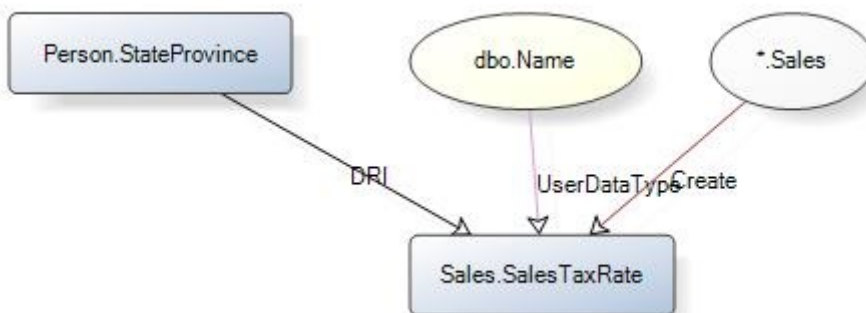 Person.StateProvince
dbo.Name
*.Sales
DRI
UserDataType
Create
Sales.SalesTaxRate